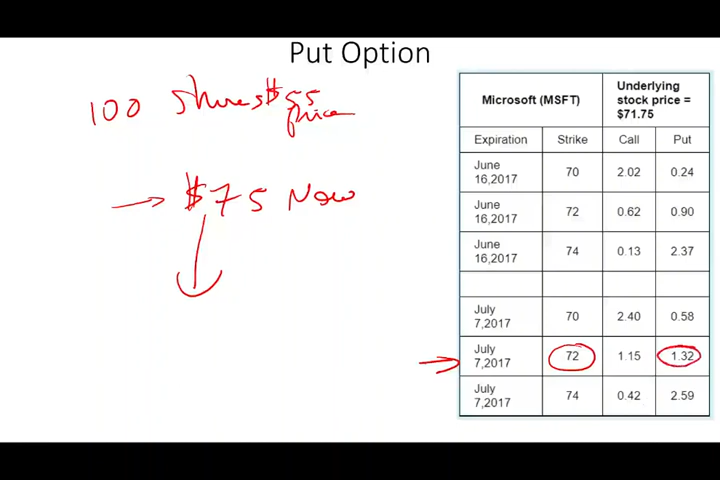 Put Option
100 Shares $55
price
$75 Now
Microsoft (MSFT) Underlying stock price = $71.75
Expiration Strike Call Put
June 16,2017 70 2.02 0.24
June 16,2017 72 0.62 0.90
June 16,2017 74 0.13 2.37
July 7,2017 70 2.40 0.58
July 7,2017 72 1.15 1.32
July 7,2017 74 0.42 2.59